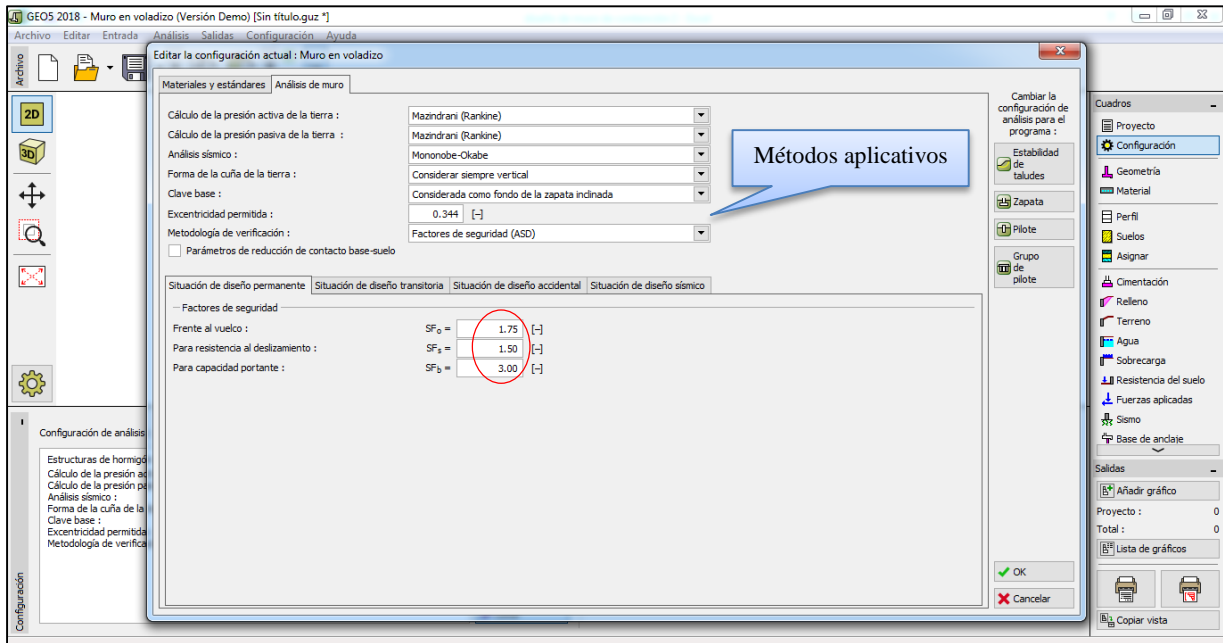 GEO5 2018 - Muro en voladizo (Versión Demo) [Sin título.guz *]
Archivo Editar Entrada Análisis Salidas Configuración Ayuda
Archivo
Editar la configuración actual : Muro en voladizo
Materiales y estándares Análisis de muro
Cálculo de la presión activa de la tierra : Mazindrani (Rankine)
Cálculo de la presión pasiva de la tierra : Mazindrani (Rankine)
Análisis sísmico : Mononobe-Okabe
Forma de la cuña de la tierra : Considerar siempre vertical
Clave base : Considerada como fondo de la zapata inclinada
Excentricidad permitida : 0.344 [–]
Metodología de verificación : Factores de seguridad (ASD)
Parámetros de reducción de contacto base-suelo
Métodos aplicativos
Situación de diseño permanente Situación de diseño transitoria Situación de diseño accidental Situación de diseño sísmico
Factores de seguridad
Frente al vuelco : SFo = 1.75 [–]
Para resistencia al deslizamiento : SFs = 1.50 [–]
Para capacidad portante : SFb = 3.00 [–]
Cambiar la
configuración de
análisis para el
programa :
Estabilidad
de
taludes
Zapata
Pilote
Grupo
de
pilote
OK
Cancelar
2D
3D
Configuración de análisis
Estructuras de hormigó
Cálculo de la presión ac
Cálculo de la presión pa
Análisis sísmico :
Forma de la cuña de la
Clave base :
Excentricidad permitida
Metodología de verifica
Configuración
Cuadros
Proyecto
Configuración
Geometría
Material
Perfil
Suelos
Asignar
Cimentación
Relleno
Terreno
Agua
Sobrecarga
Resistencia del suelo
Fuerzas aplicadas
Sismo
Base de anclaje
Salidas
Añadir gráfico
Proyecto : 0
Total : 0
Lista de gráficos
Copiar vista